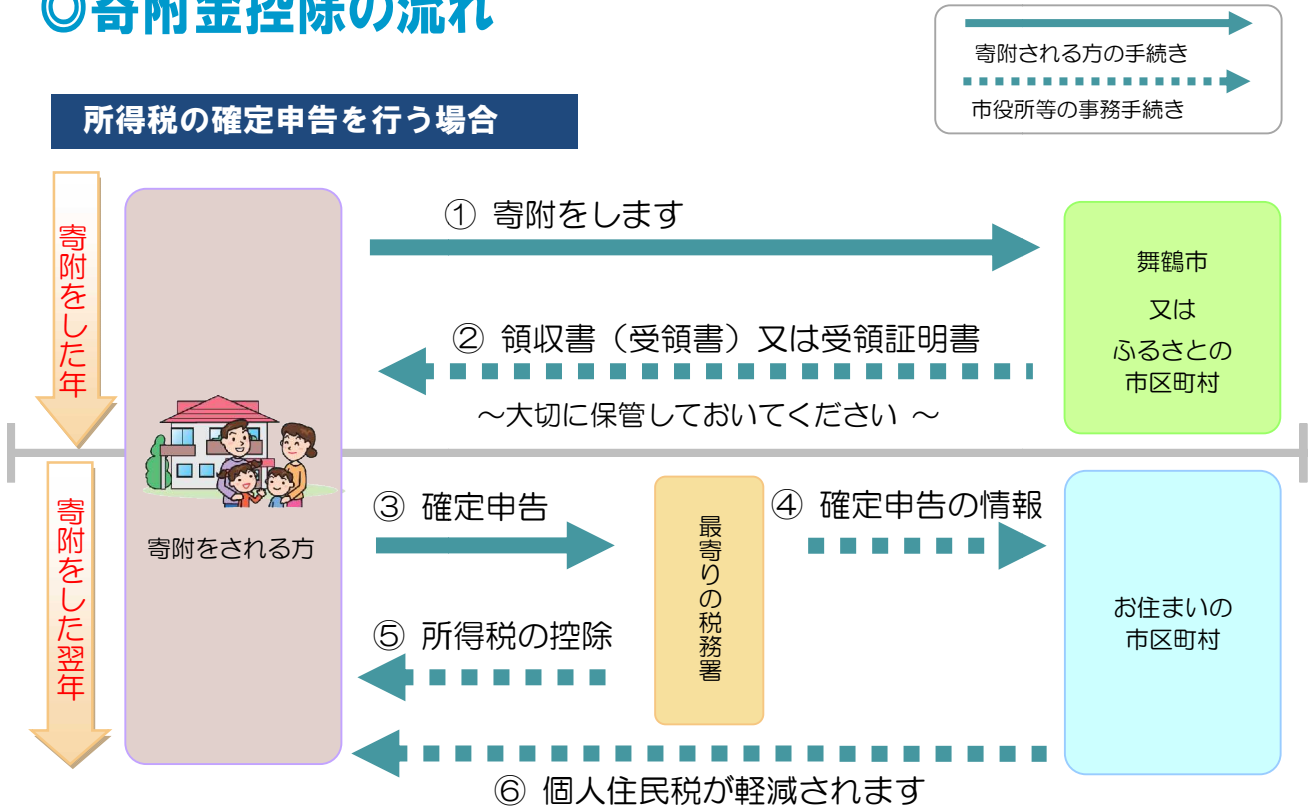 ◎寄附金控除の流れ
寄附される方の手続き
市役所等の事務手続き
所得税の確定申告を行う場合
寄附をした年
① 寄附をします
舞鶴市
又は
ふるさとの
市区町村
② 領収書（受領書）又は受領証明書
～大切に保管しておいてください ～
寄附をした翌年
寄附をされる方
③ 確定申告
最寄りの税務署
④ 確定申告の情報
お住まいの
市区町村
⑤ 所得税の控除
⑥ 個人住民税が軽減されます